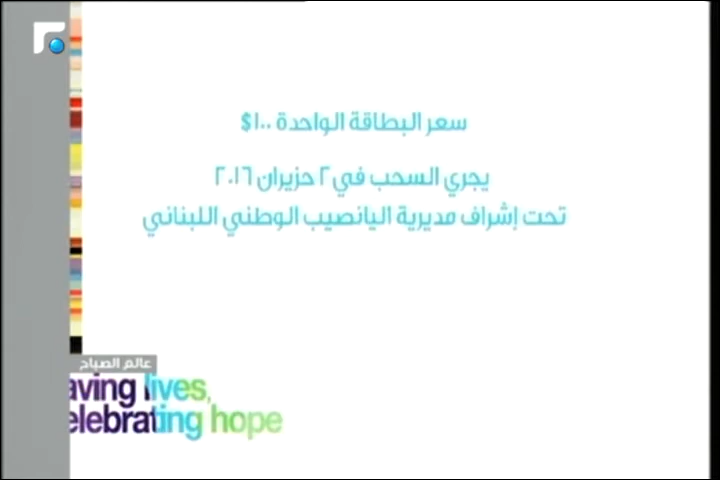 سعر البطاقة الواحدة ١٠٠$
يجري السحب في ٢ حزيران ٢٠١٦
تحت إشراف مديرية اليانصيب الوطني اللبناني
عالم الصباح
aving lives,
elebrating hope